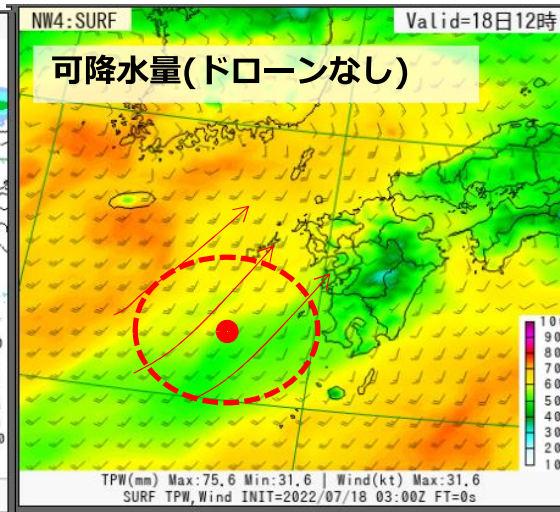 NW4:SURF
Valid=18日12時
可降水量(ドローンなし)
10
90
80
70
60
50
40
30
20
10
TPW(mm) Max:75.6 Min:31.6 | Wind(kt) Max:31.6
SURF TPW,Wind INIT=2022/07/18 03:00Z FT=0s